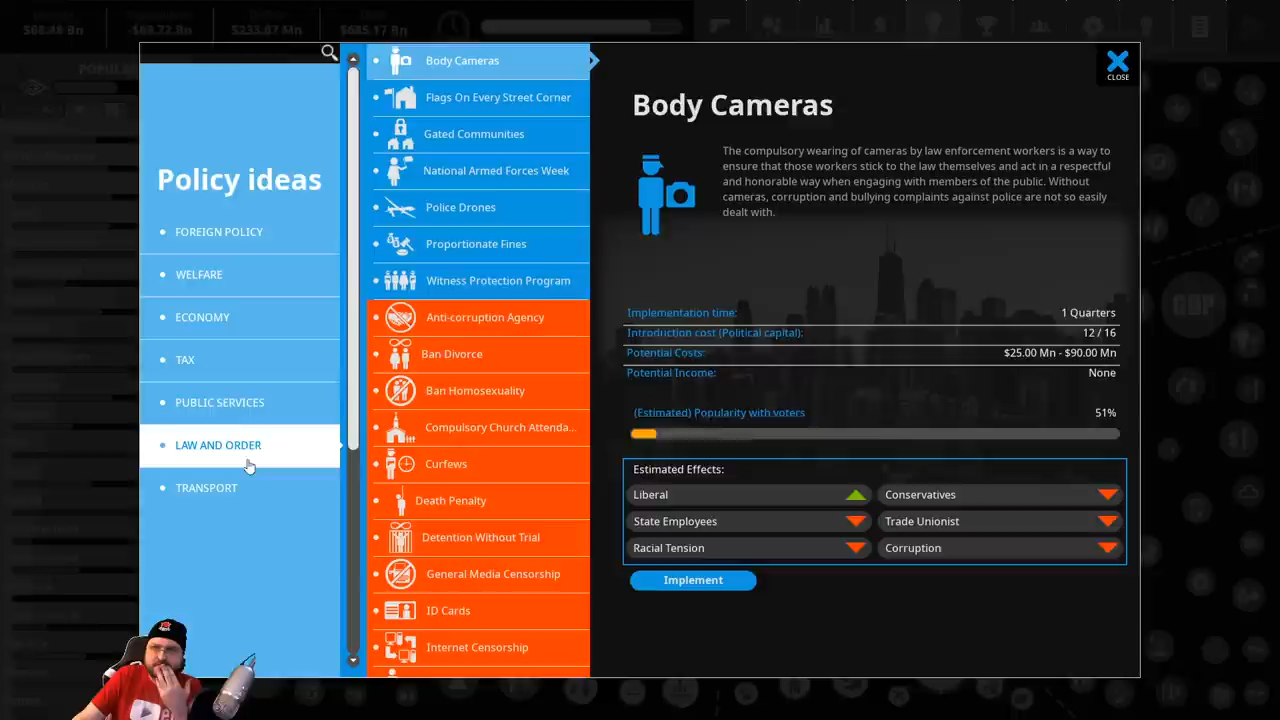 Policy ideas
FOREIGN POLICY
WELFARE
ECONOMY
TAX
PUBLIC SERVICES
LAW AND ORDER
TRANSPORT
Body Cameras
Flags On Every Street Corner
Gated Communities
National Armed Forces Week
Police Drones
Proportionate Fines
Witness Protection Program
Anti-corruption Agency
Ban Divorce
Ban Homosexuality
Compulsory Church Attenda...
Curfews
Death Penalty
Detention Without Trial
General Media Censorship
ID Cards
Internet Censorship
CLOSE
Body Cameras
The compulsory wearing of cameras by law enforcement workers is a way to
ensure that those workers stick to the law themselves and act in a respectful
and honorable way when engaging with members of the public. Without
cameras, corruption and bullying complaints against police are not so easily
dealt with.
Implementation time: 1 Quarters
Introduction cost (Political capital): 12 / 16
Potential Costs: $25.00 Mn - $90.00 Mn
Potential Income: None
(Estimated) Popularity with voters 51%
Estimated Effects:
Liberal Conservatives
State Employees Trade Unionist
Racial Tension Corruption
Implement
GDP